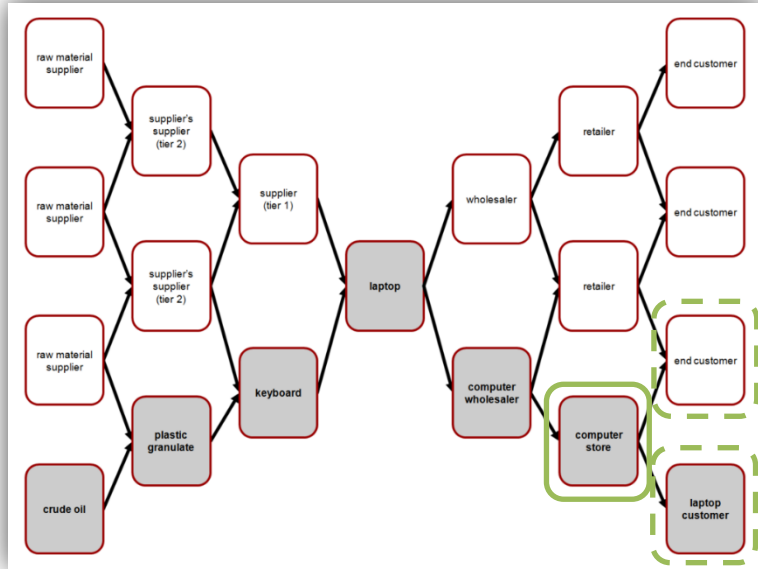 raw material
supplier
raw material
supplier
raw material
supplier
crude oil
supplier's
supplier
(tier 2)
supplier's
supplier
(tier 2)
plastic
granulate
supplier
(tier 1)
keyboard
laptop
wholesaler
computer
wholesaler
retailer
retailer
computer
store
end customer
end customer
end customer
laptop
customer